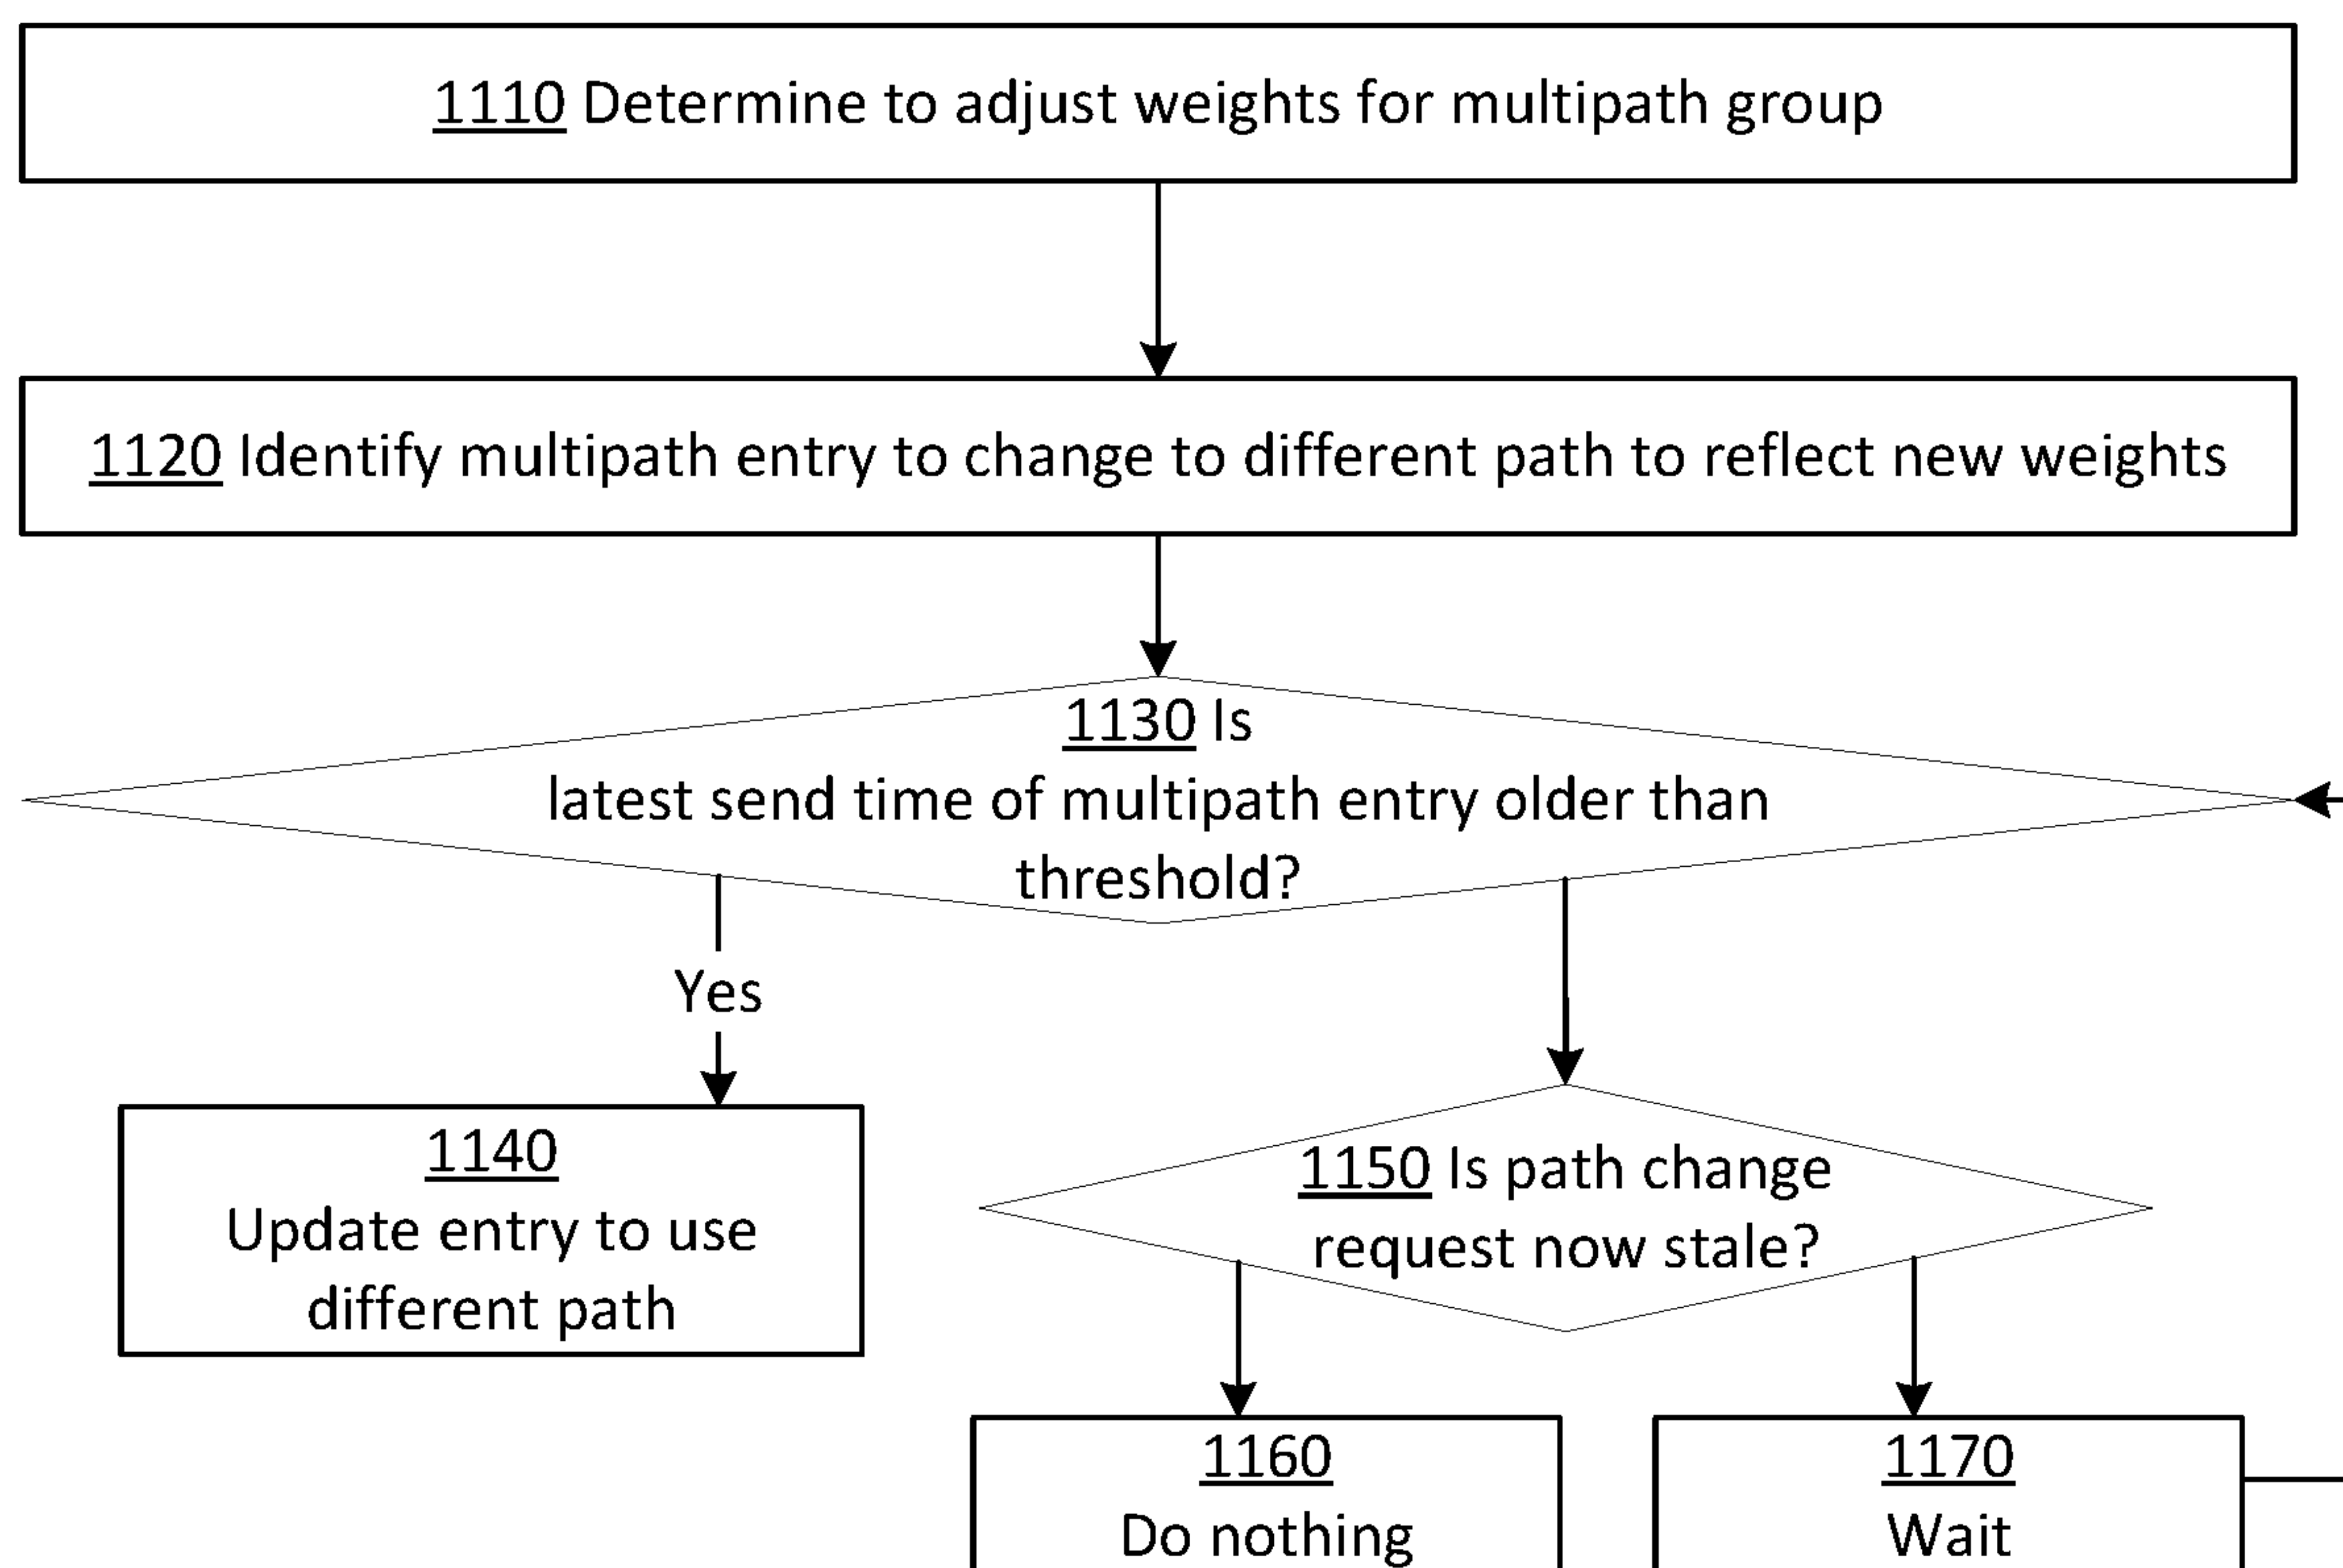 1110 Determine to adjust weights for multipath group
1120 Identify multipath entry to change to different path to reflect new weights
1130 Is
latest send time of multipath entry older than
threshold?
Yes
1140
Update entry to use
different path
1150 Is path change
request now stale?
1160
Do nothing
1170
Wait